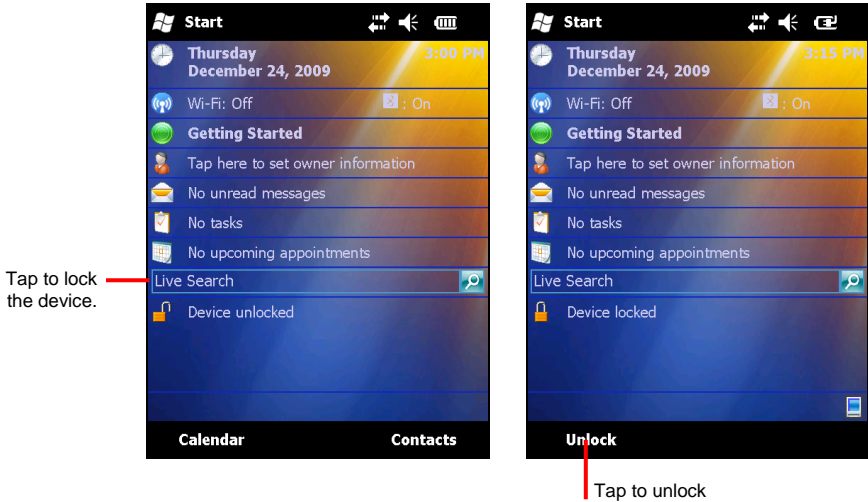 Start
Thursday
3:00 PM
December 24, 2009
Wi-Fi: Off
: On
Getting Started
Tap here to set owner information
No unread messages
No tasks
No upcoming appointments
Tap to lock
the device.
Live Search
Device unlocked
Calendar
Contacts
Start
Thursday
3:15 PM
December 24, 2009
Wi-Fi: Off
: On
Getting Started
Tap here to set owner information
No unread messages
No tasks
No upcoming appointments
Live Search
Device locked
Unlock
Tap to unlock